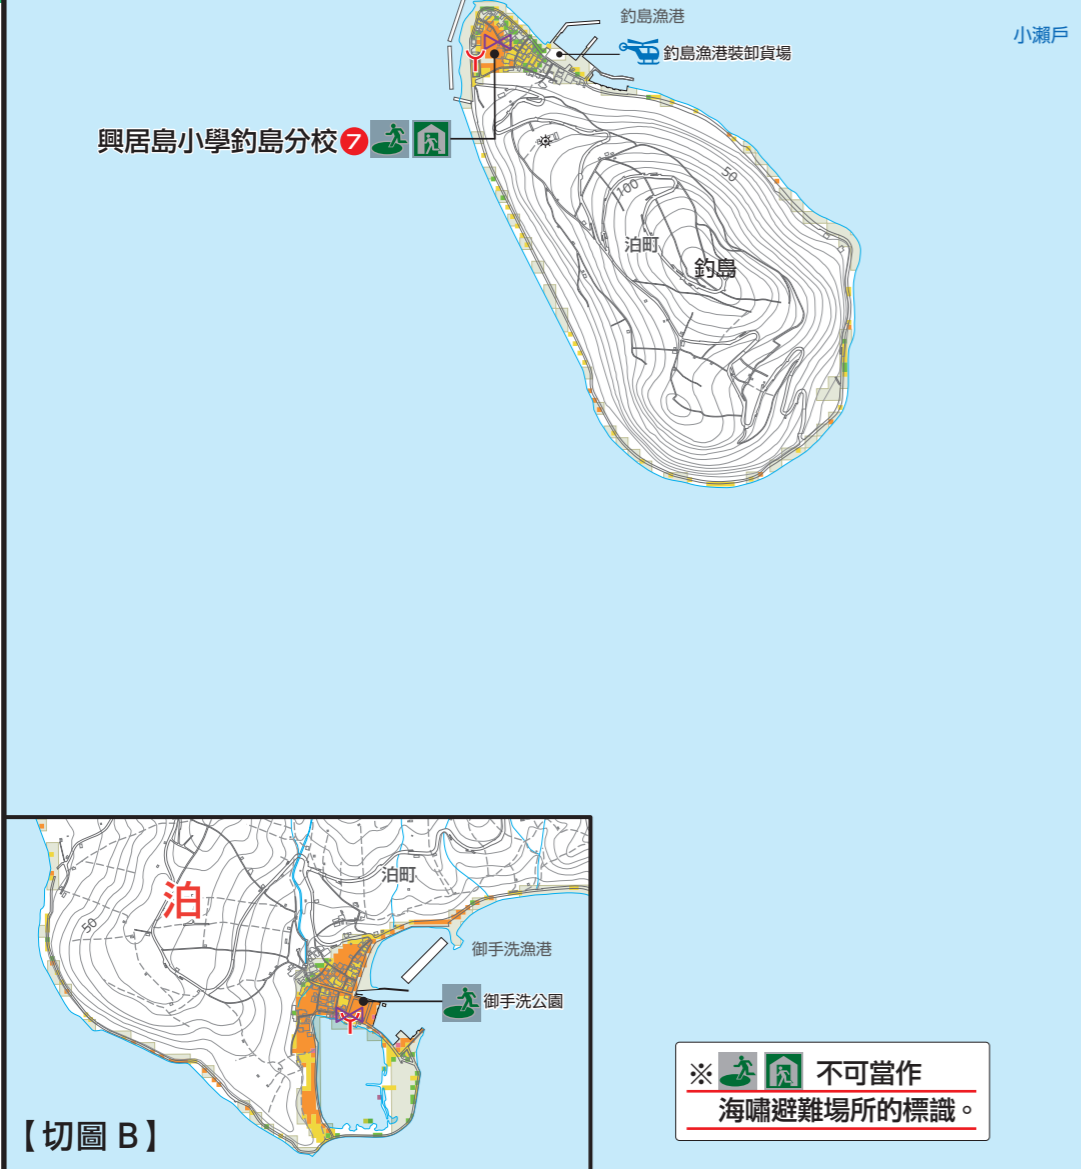 釣島漁港
小瀨戶
釣島漁港裝卸貨場
興居島小學釣島分校 7
50
100
泊町
釣島
泊町
泊
50
御手洗漁港
御手洗公園
【切圖 B】
※ 不可當作
海嘯避難場所的標識。